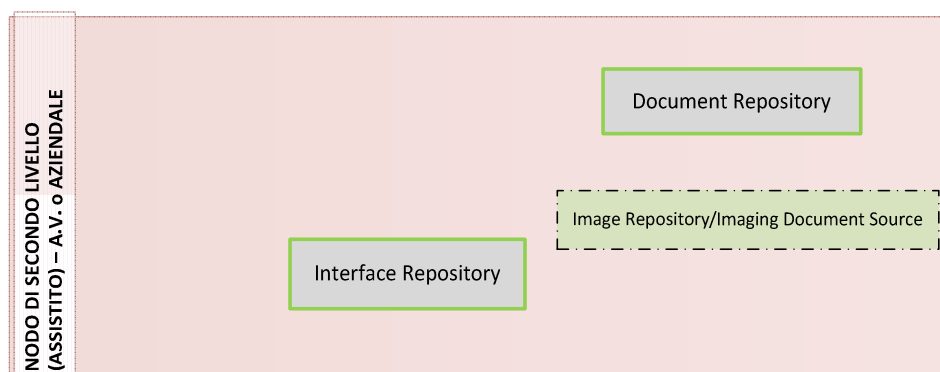 NODO DI SECONDO LIVELLO
(ASSISTITO) – A.V. o AZIENDALE
Document Repository
Image Repository/Imaging Document Source
Interface Repository